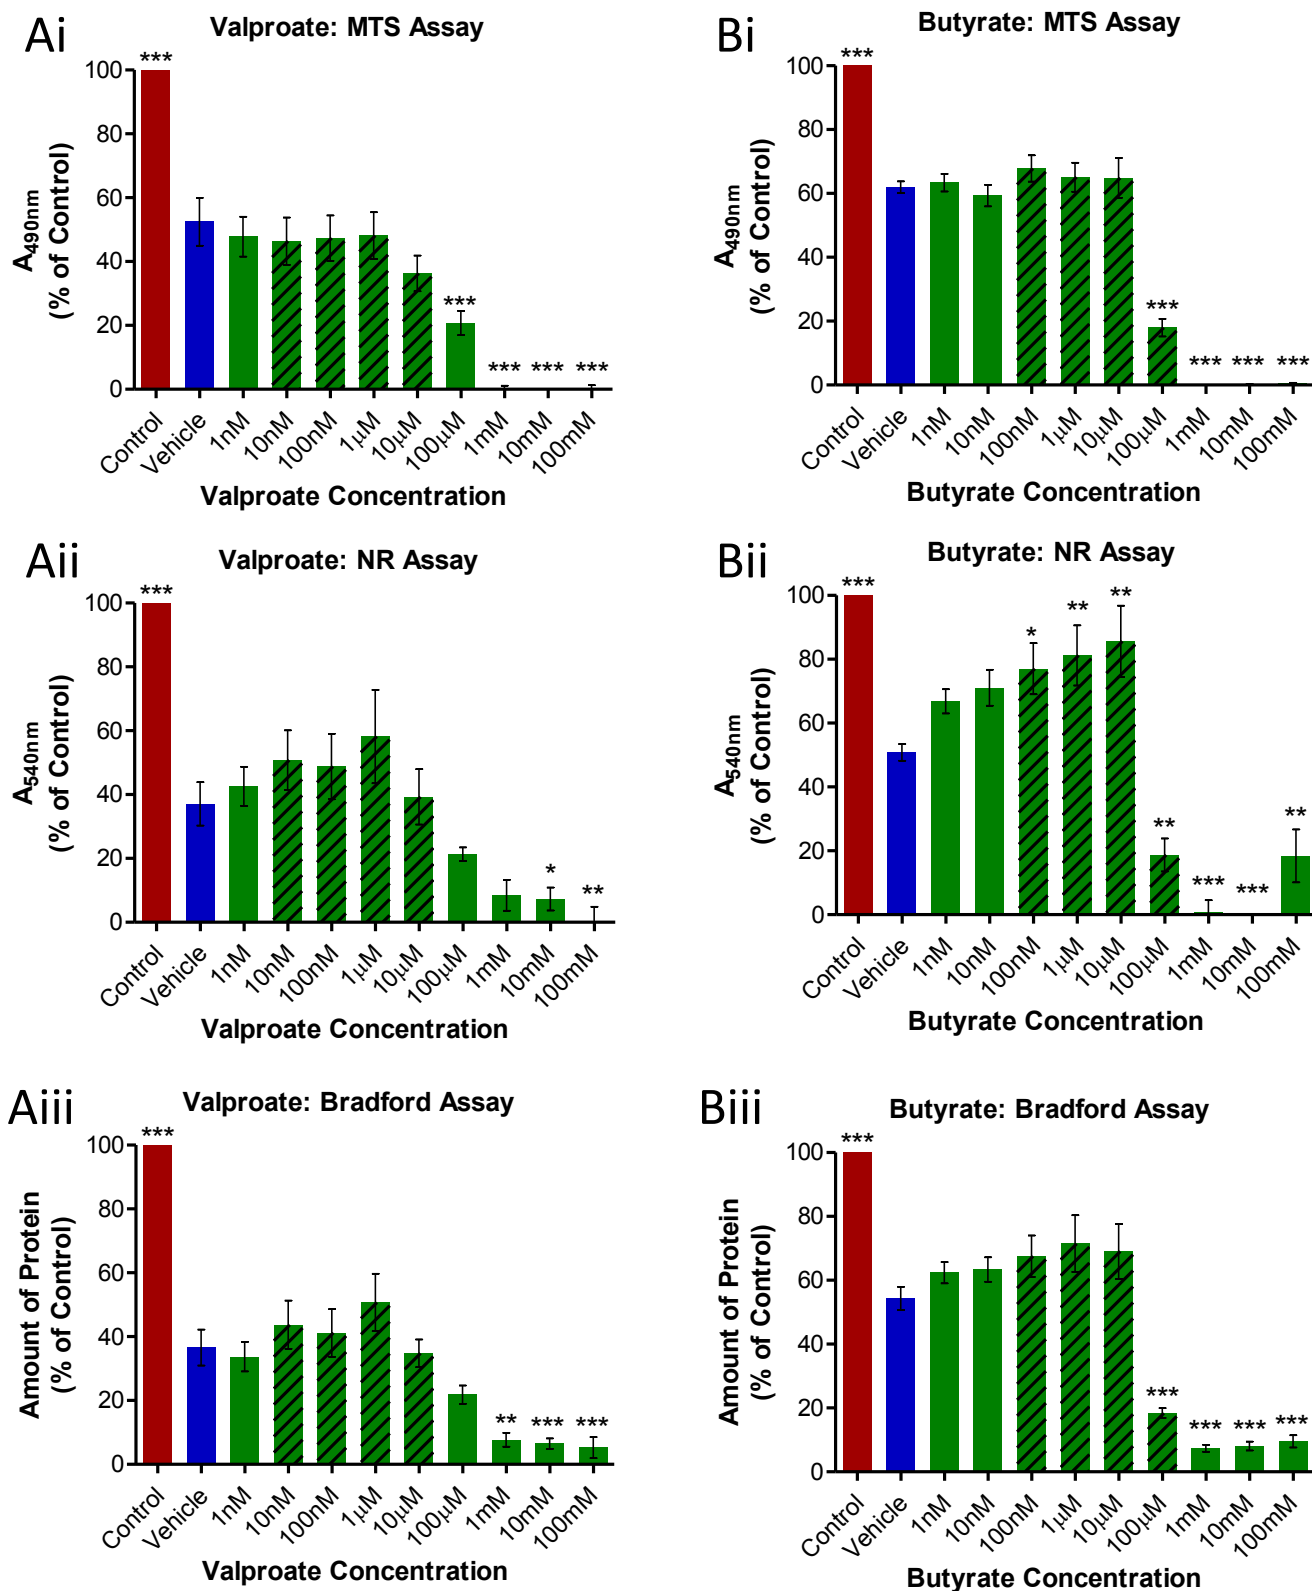 Ai
Valproate: MTS Assay
A490nm
(% of Control)
100
80
60
40
20
0
***
***
*** *** ***
Control
Vehicle
1nM
10nM
100nM
1µM
10µM
100µM
1mM
10mM
100mM
Valproate Concentration
Bi
Butyrate: MTS Assay
A490nm
(% of Control)
100
80
60
40
20
0
***
***
*** *** ***
Control
Vehicle
1nM
10nM
100nM
1µM
10µM
100µM
1mM
10mM
100mM
Butyrate Concentration
Aii
Valproate: NR Assay
A540nm
(% of Control)
100
80
60
40
20
0
***
*
**
Control
Vehicle
1nM
10nM
100nM
1µM
10µM
100µM
1mM
10mM
100mM
Valproate Concentration
Bii
Butyrate: NR Assay
A540nm
(% of Control)
100
80
60
40
20
0
***
*
**
**
**
***
***
**
Control
Vehicle
1nM
10nM
100nM
1µM
10µM
100µM
1mM
10mM
100mM
Butyrate Concentration
Aiii
Valproate: Bradford Assay
Amount of Protein
(% of Control)
100
80
60
40
20
0
***
**
***
***
Control
Vehicle
1nM
10nM
100nM
1µM
10µM
100µM
1mM
10mM
100mM
Valproate Concentration
Biii
Butyrate: Bradford Assay
Amount of Protein
(% of Control)
100
80
60
40
20
0
***
***
***
***
***
Control
Vehicle
1nM
10nM
100nM
1µM
10µM
100µM
1mM
10mM
100mM
Butyrate Concentration